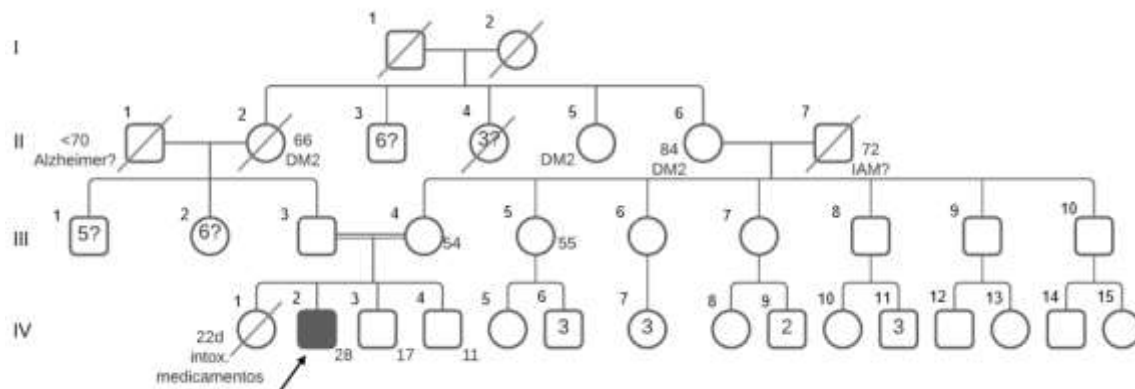 1 2
I
1 2 3 4 5 6 7
II <70 66 6? 3? 84 72
Alzheimer? DM2 DM2 DM2 IAM?
1 2 3 4 5 6 7 8 9 10
III 5? 6? 54 55
1 2 3 4 5 6 7 8 9 10 11 12 13 14 15
IV 3 3 2 3
22d 28 17 11
intox.
medicamentos